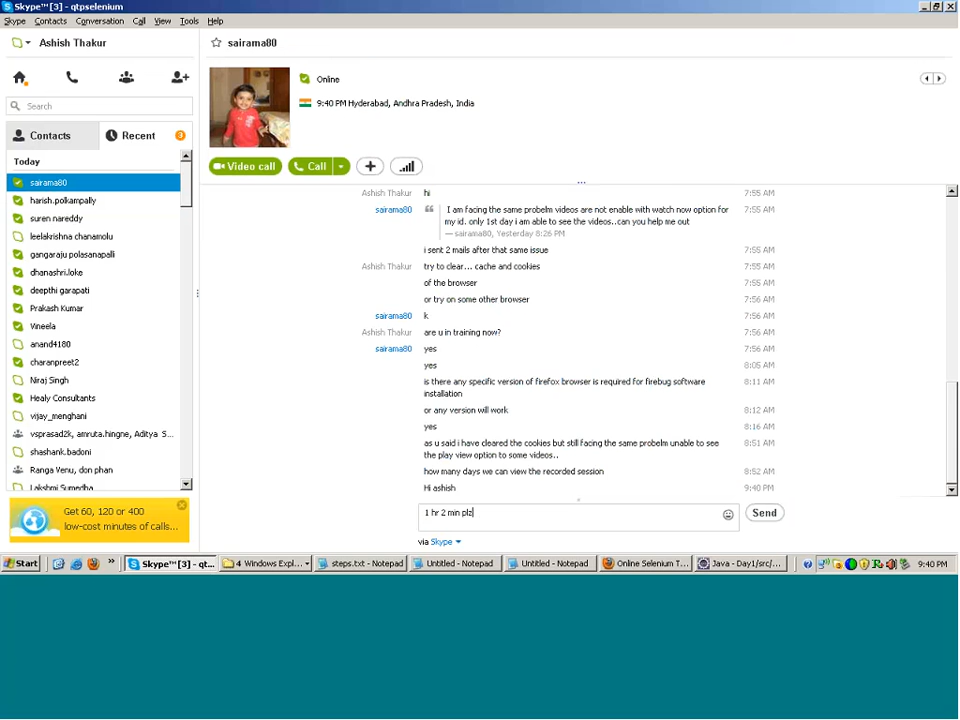 Skype™[3] - qtpselenium
Skype Contacts Conversation Call View Tools Help
Ashish Thakur
Search
Contacts
Recent 3
Today
sairama80
harish.polkampally
suren nareddy
leelakrishna chanamolu
gangaraju polasanapalli
dhanashri.loke
deepthi garapati
Prakash Kumar
Vineela
anand4180
charanpreet2
Niraj Singh
Healy Consultants
vijay_menghani
vsprasad2k, amruta.hingne, Aditya S...
shashank.badoni
Ranga Venu, don phan
Lakshmi Sumedha
Get 60, 120 or 400
low-cost minutes of calls...
sairama80
Online
9:40 PM Hyderabad, Andhra Pradesh, India
Video call
Call
Ashish Thakur hi 7:55 AM
sairama80 I am facing the same probelm videos are not enable with watch now option for 7:55 AM
my id. only 1st day i am able to see the videos..can you help me out
— sairama80, Yesterday 8:26 PM
i sent 2 mails after that same issue 7:55 AM
Ashish Thakur try to clear... cache and cookies 7:55 AM
of the browser 7:55 AM
or try on some other browser 7:56 AM
sairama80 k 7:56 AM
Ashish Thakur are u in training now? 7:56 AM
sairama80 yes 7:56 AM
yes 8:05 AM
is there any specific version of firefox browser is required for firebug software 8:11 AM
installation
or any version will work 8:12 AM
yes 8:16 AM
as u said i have cleared the cookies but still facing the same probelm unable to see 8:51 AM
the play view option to some videos..
how many days we can view the recorded session 8:52 AM
Hi ashish 9:40 PM
1 hr 2 min plz
Send
via Skype
Start
Skype™[3] - qt...
4 Windows Expl...
steps.txt - Notepad
Untitled - Notepad
Untitled - Notepad
Online Selenium T...
Java - Day1/src/...
9:40 PM